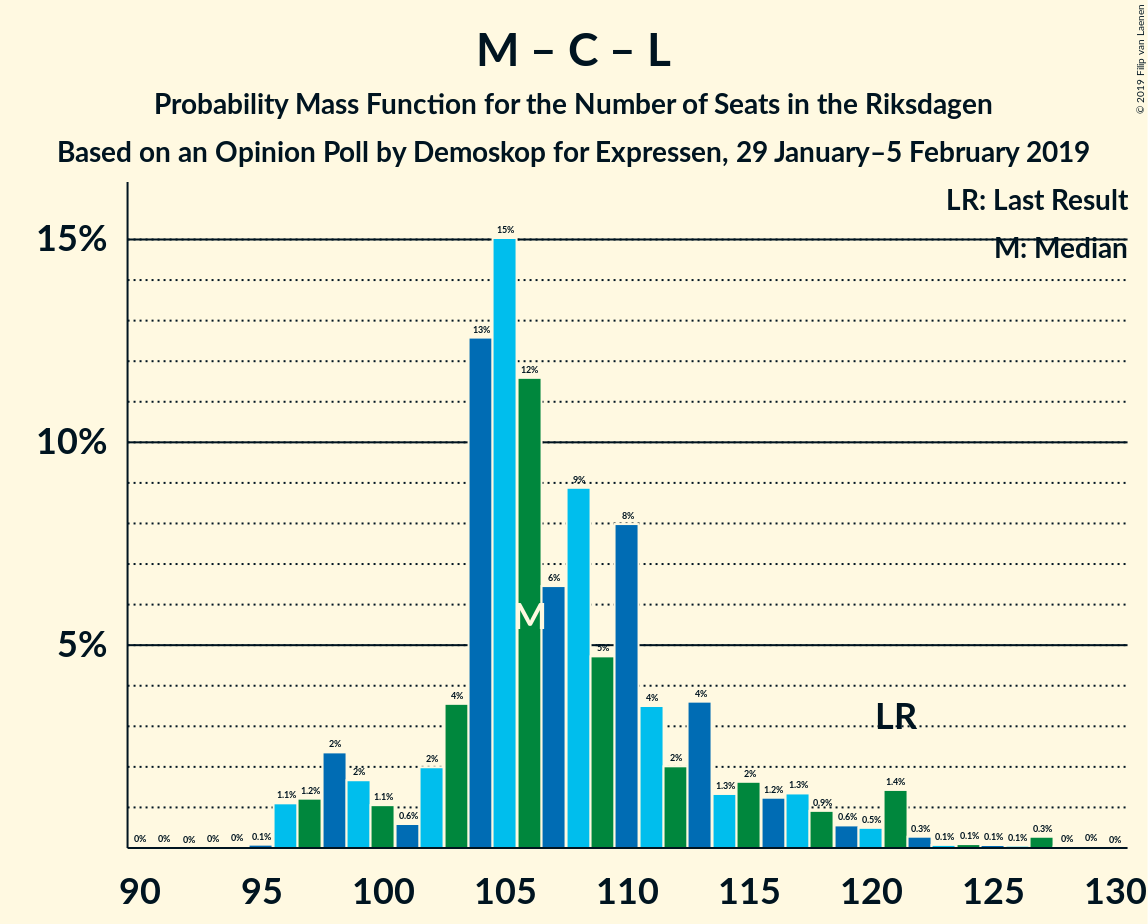 M – C – L
Probability Mass Function for the Number of Seats in the Riksdagen
Based on an Opinion Poll by Demoskop for Expressen, 29 January–5 February 2019
© 2019 Filip van Laenen
LR: Last Result
M: Median
15%
10%
5%
0% 0% 0% 0% 0% 0.1% 1.1% 1.2% 2% 2% 1.1% 0.6% 2% 4% 13% 15% 12% 6% 9% 5% 8% 4% 2% 4% 1.3% 2% 1.2% 1.3% 0.9% 0.6% 0.5% 1.4% 0.3% 0.1% 0.1% 0.1% 0.1% 0.3% 0% 0% 0%
M
LR
90 95 100 105 110 115 120 125 130